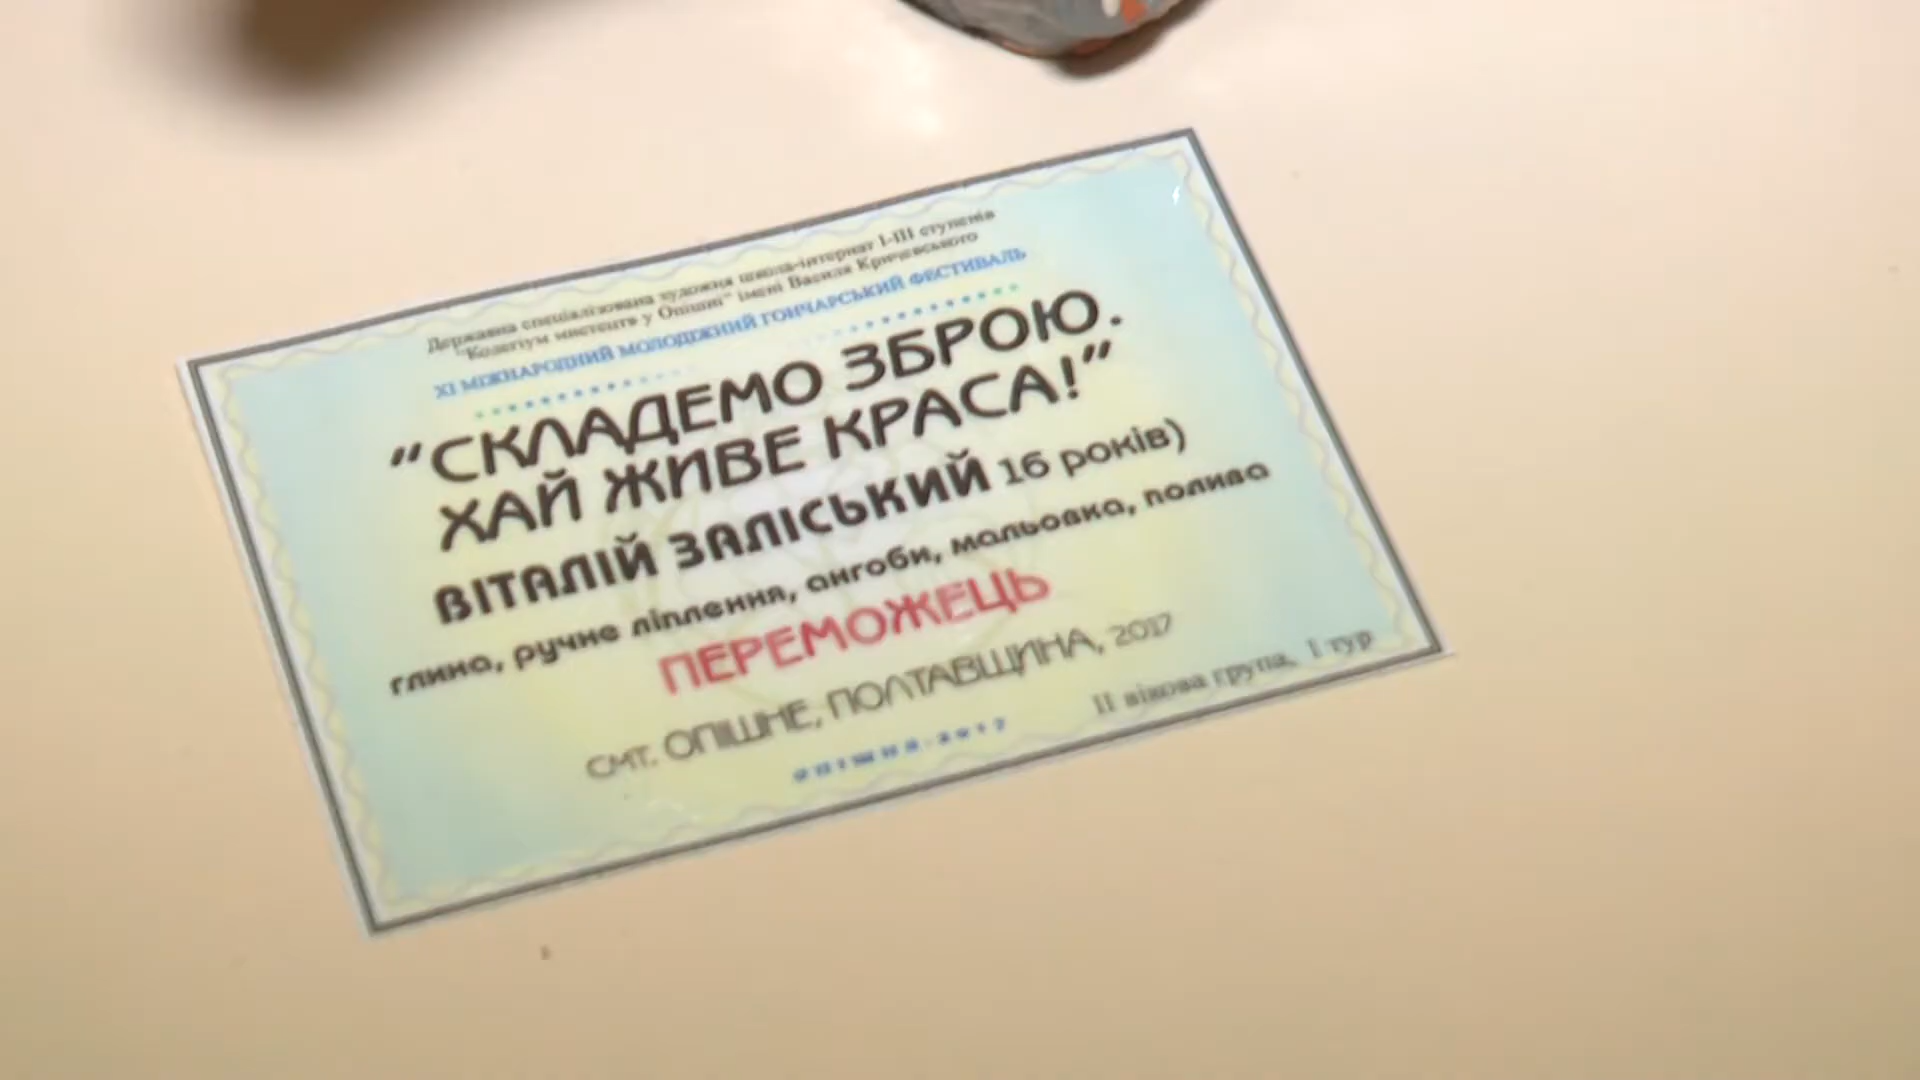 Державна спеціалізована художня школа-інтернат І-ІІІ ступенів
"Колегіум мистецтв у Опішні" імені Василя Кричевського
ХІ МІЖНАРОДНИЙ МОЛОДІЖНИЙ ГОНЧАРСЬКИЙ ФЕСТИВАЛЬ
“СКЛАДЕМО ЗБРОЮ.
ХАЙ ЖИВЕ КРАСА!”
ВІТАЛІЙ ЗАЛІСЬКИЙ 16 років)
глина, ручне ліплення, ангоби, мальовка, полива
ПЕРЕМОЖЕЦЬ
СМТ. ОПІШНЕ, ПОЛТАВЩИНА, 2017
ІІ вікова група, І тур
ОПІШНЯ-2017